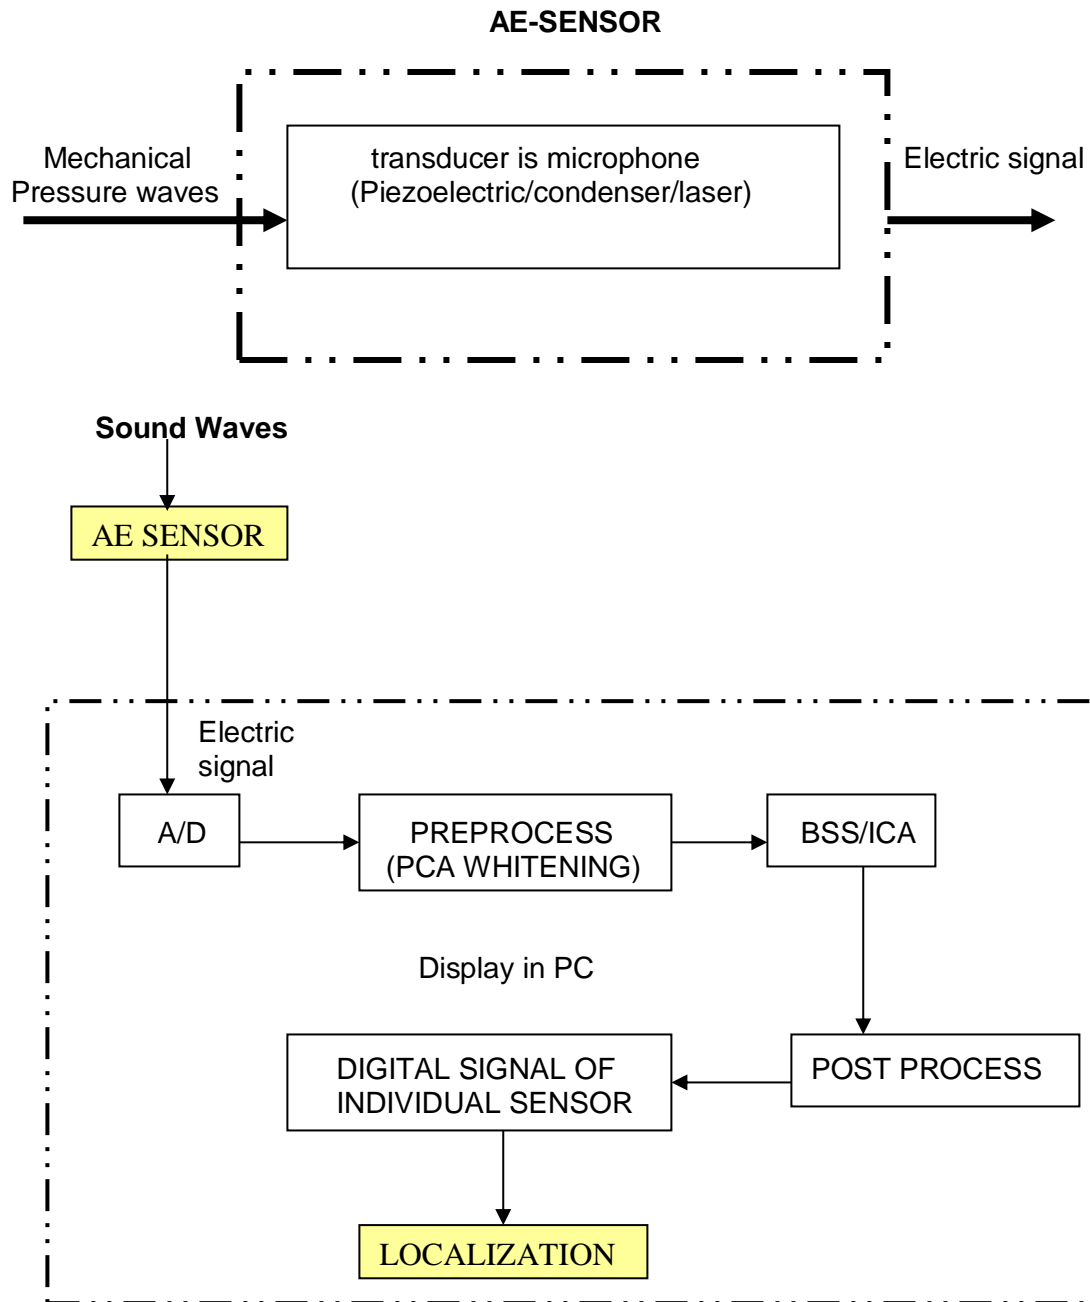 AE-SENSOR
Mechanical
Pressure waves
transducer is microphone
(Piezoelectric/condenser/laser)
Electric signal
Sound Waves
AE SENSOR
Electric
signal
A/D
PREPROCESS
(PCA WHITENING)
BSS/ICA
Display in PC
DIGITAL SIGNAL OF
INDIVIDUAL SENSOR
POST PROCESS
LOCALIZATION